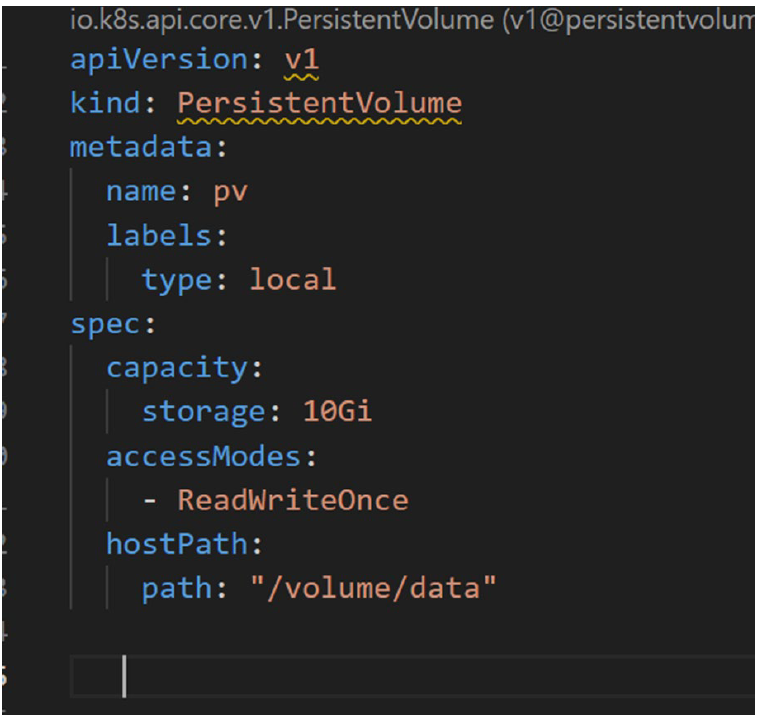 io.k8s.api.core.v1.PersistentVolume (v1@persistentvolum
apiVersion: v1
kind: PersistentVolume
metadata:
  name: pv
  labels:
    type: local
spec:
  capacity:
    storage: 10Gi
  accessModes:
    - ReadWriteOnce
  hostPath:
    path: "/volume/data"